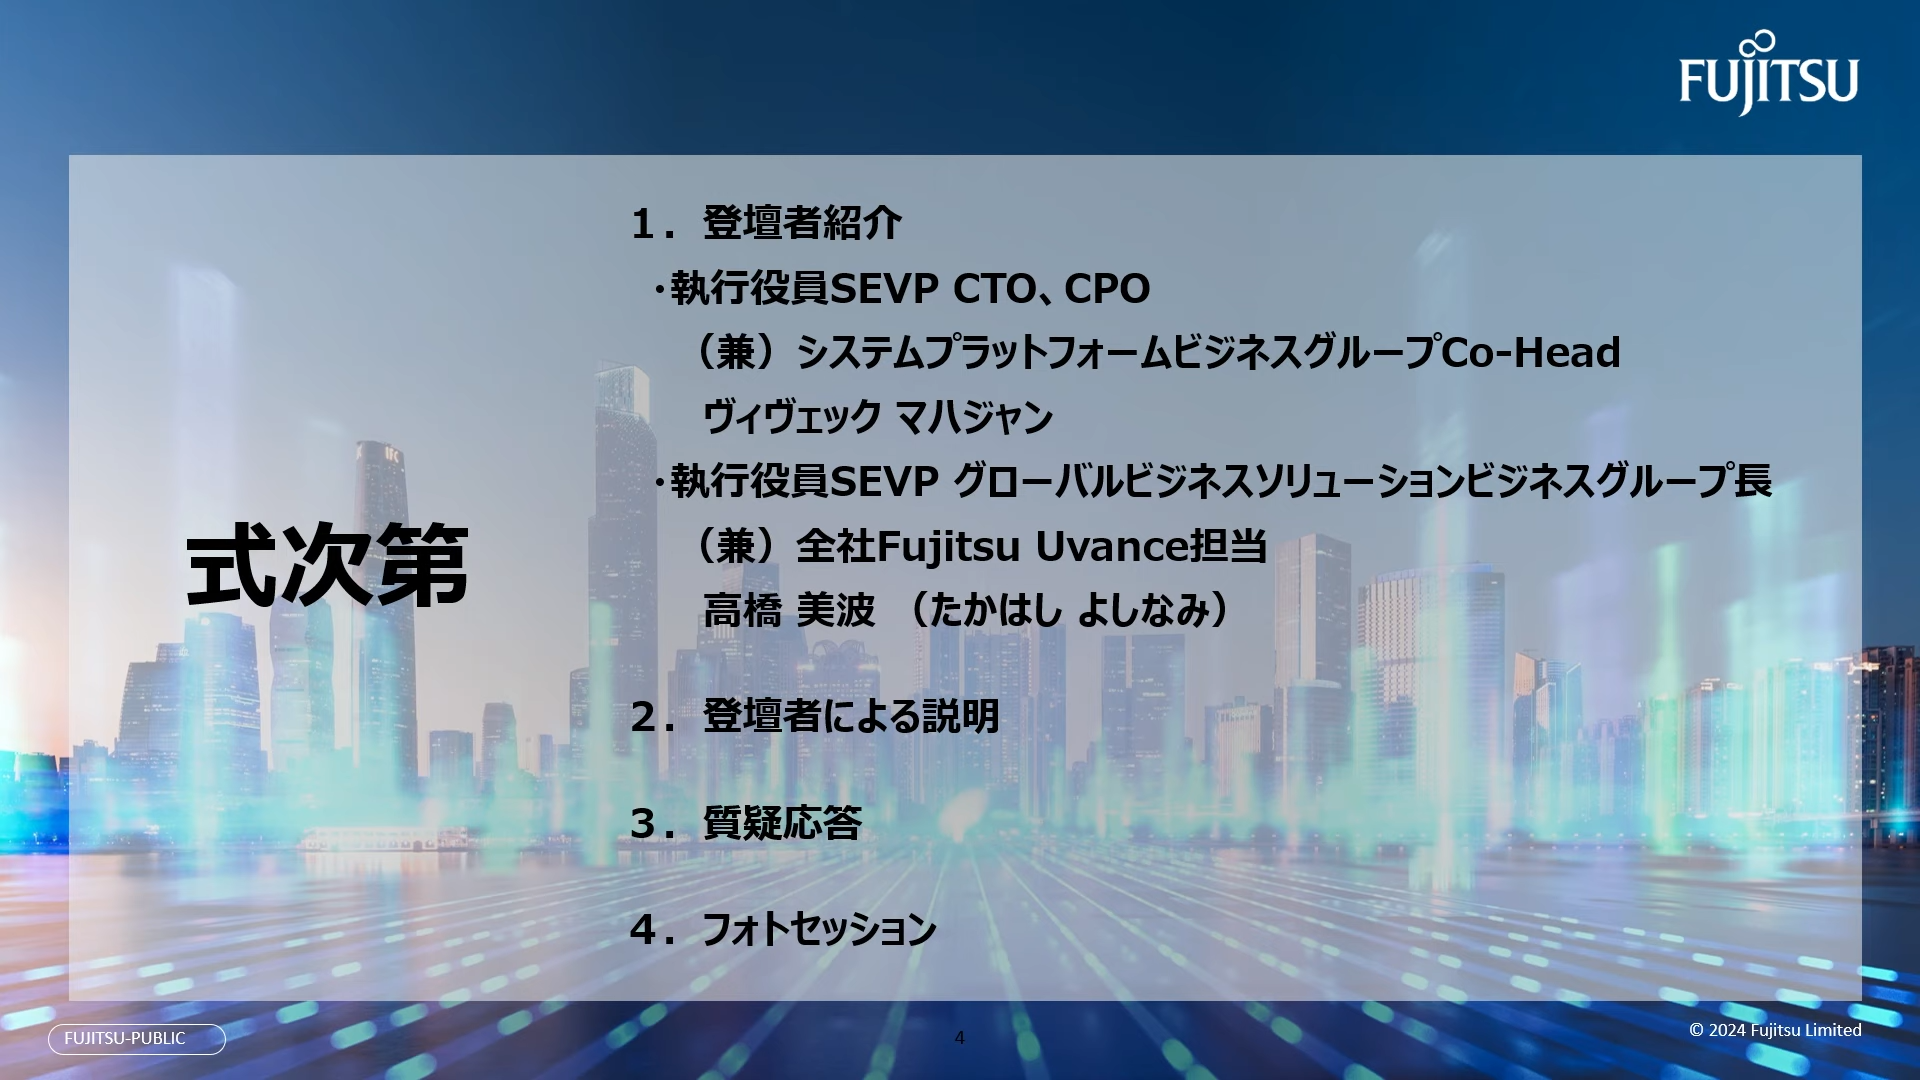 FUJITSU
式次第
１．登壇者紹介
・執行役員SEVP CTO、CPO
（兼）システムプラットフォームビジネスグループCo-Head
ヴィヴェック マハジャン
・執行役員SEVP グローバルビジネスソリューションビジネスグループ長
（兼）全社Fujitsu Uvance担当
高橋 美波 （たかはし よしなみ）
２．登壇者による説明
３．質疑応答
４．フォトセッション
IFC
FUJITSU-PUBLIC
4
© 2024 Fujitsu Limited